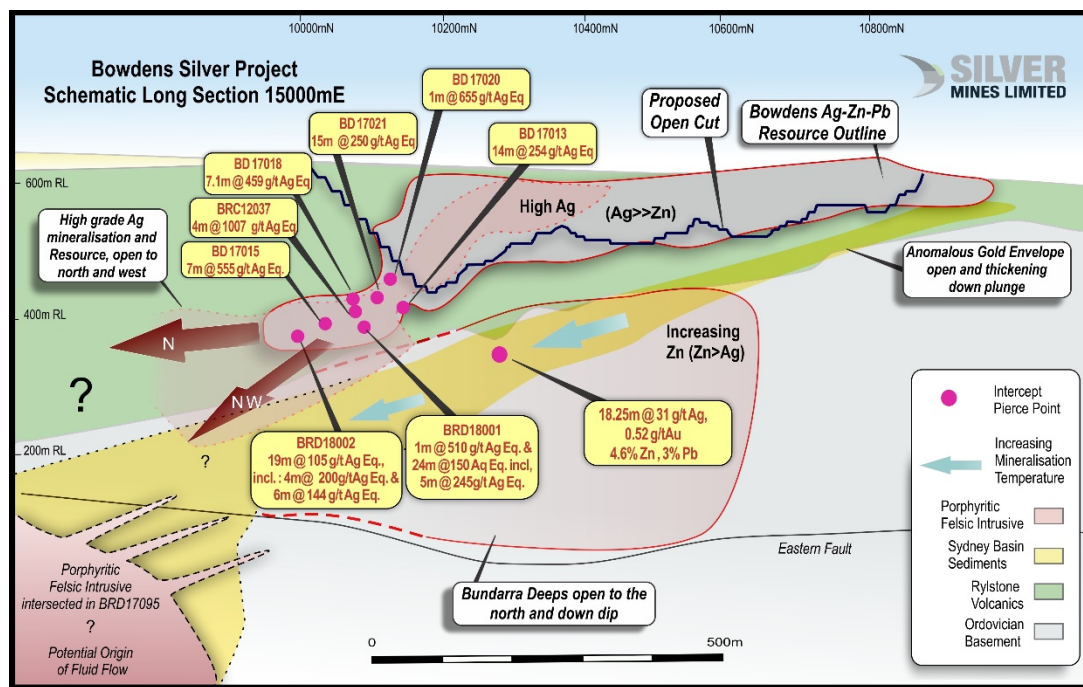 10000mN
10200mN
10400mN
10600mN
10800mN
Bowdens Silver Project
Schematic Long Section 15000mE
SILVER
MINES LIMITED
BD 17020
1m @ 655 g/t Ag Eq
BD 17021
15m @ 250 g/t Ag Eq
BD 17013
14m @ 254 g/t Ag Eq
BD 17018
7.1m @ 459 g/t Ag Eq
BRC12037
4m @ 1007 g/t Ag Eq
BD 17015
7m @ 555 g/t Ag Eq.
Proposed
Open Cut
Bowdens Ag-Zn-Pb
Resource Outline
600m RL
High grade Ag
mineralisation and
Resource, open to
north and west
High Ag
(Ag>>Zn)
Anomalous Gold Envelope
open and thickening
down plunge
400m RL
N
NW
?
Increasing
Zn (Zn>Ag)
200m RL
?
BRD18002
19m @ 105 g/t Ag Eq.,
incl. : 4m @ 200g/tAg Eq. &
6m @ 144 g/t Ag Eq.
BRD18001
1m @ 510 g/t Ag Eq. &
24m @ 150 Aq Eq. incl,
5m @ 245g/t Ag Eq.
18.25m @ 31 g/t Ag,
0.52 g/tAu
4.6% Zn , 3% Pb
Porphyritic
Felsic Intrusive
intersected in BRD17095
?
Potential Origin
of Fluid Flow
Bundarra Deeps open to the
north and down dip
Eastern Fault
0
500m
Intercept
Pierce Point
Increasing
Mineralisation
Temperature
Porphyritic
Felsic Intrusive
Sydney Basin
Sediments
Rylstone
Volcanics
Ordovician
Basement